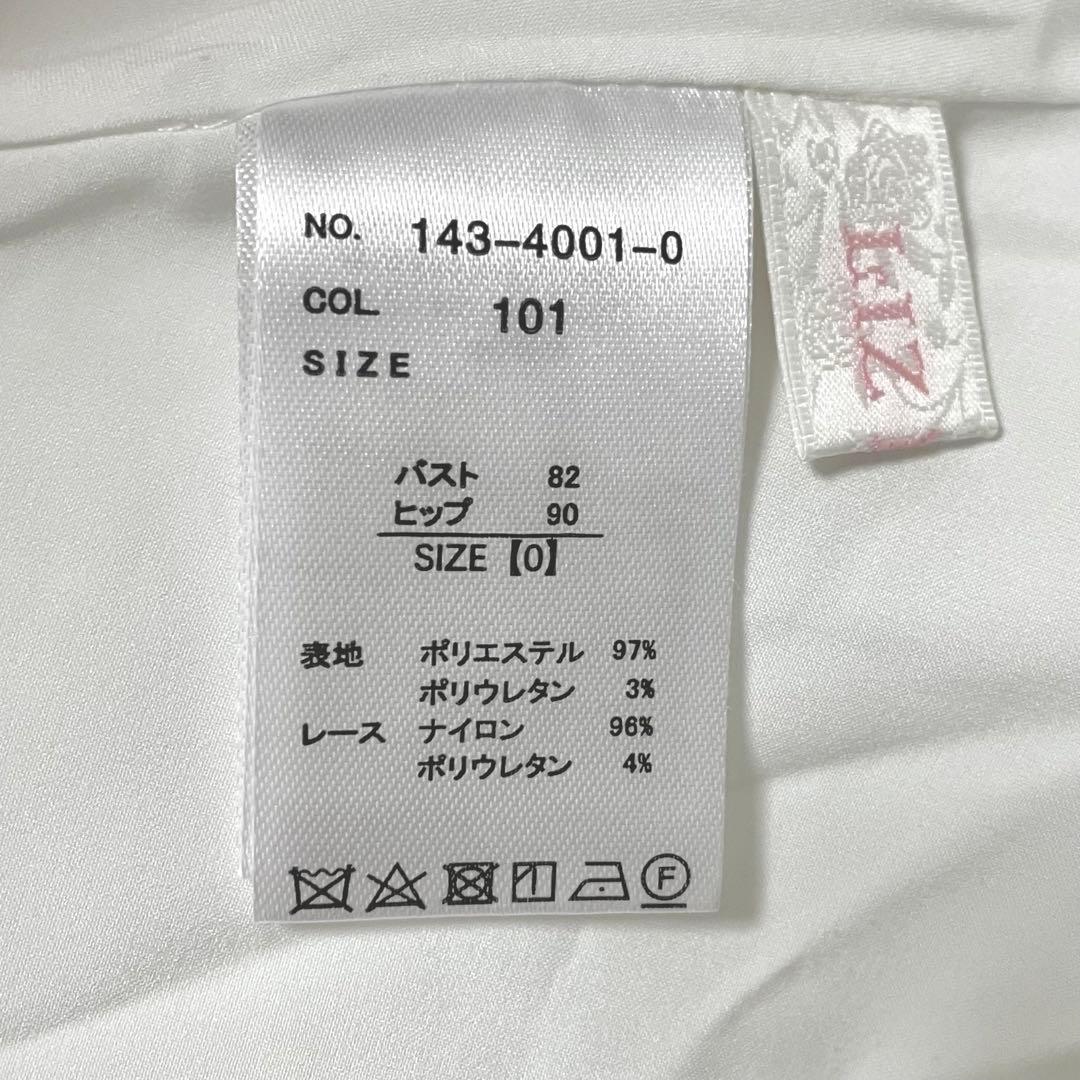 NO. 143-4001-0
COL 101
SIZE
バスト 82
ヒップ 90
SIZE【0】
表地 ポリエステル 97%
ポリウレタン 3%
レース ナイロン 96%
ポリウレタン 4%
F
LIZ